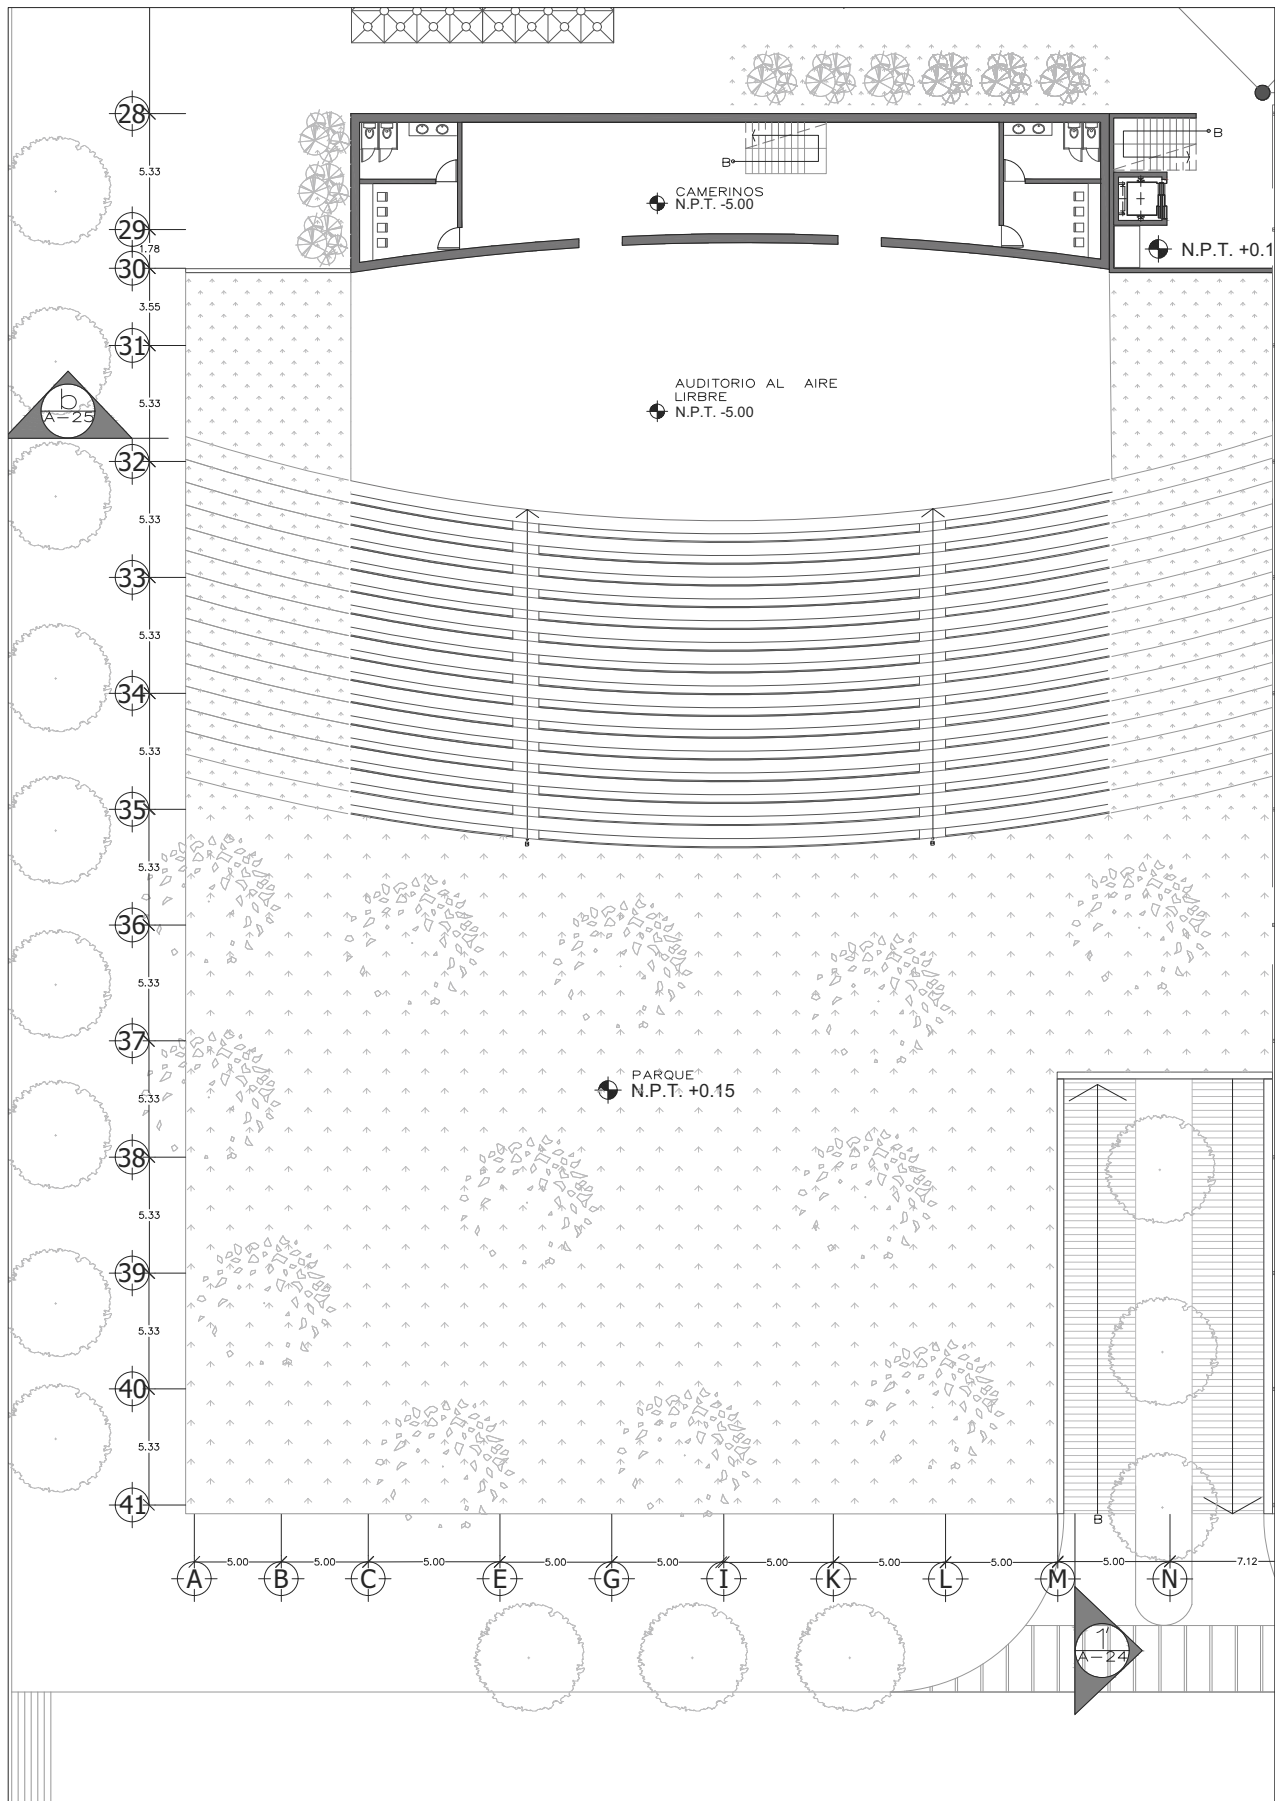 28
B
B
5.33
CAMERINOS
N.P.T. -5.00
29
1.78
N.P.T. +0.1
30
3.55
31
AUDITORIO AL AIRE
LIRBRE
N.P.T. -5.00
b
A-25
5.33
32
5.33
33
5.33
34
5.33
35
5.33
36
5.33
37
PARQUE
N.P.T. +0.15
5.33
38
5.33
39
5.33
40
5.33
41
B
5.00
5.00
5.00
5.00
5.00
5.00
5.00
5.00
5.00
7.12
A
B
C
E
G
I
K
L
M
N
1'
A-24